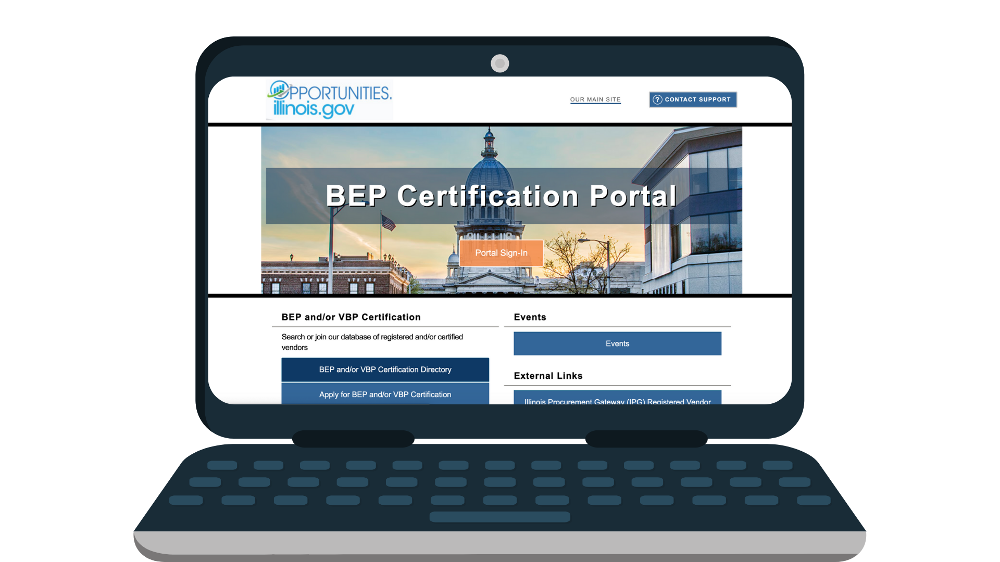 OPPORTUNITIES.
illinois.gov
OUR MAIN SITE
? CONTACT SUPPORT
BEP Certification Portal
Portal Sign-In
BEP and/or VBP Certification
Search or join our database of registered and/or certified
vendors
BEP and/or VBP Certification Directory
Apply for BEP and/or VBP Certification
Events
Events
External Links
Illinois Procurement Gateway (IPG) Registered Vendor